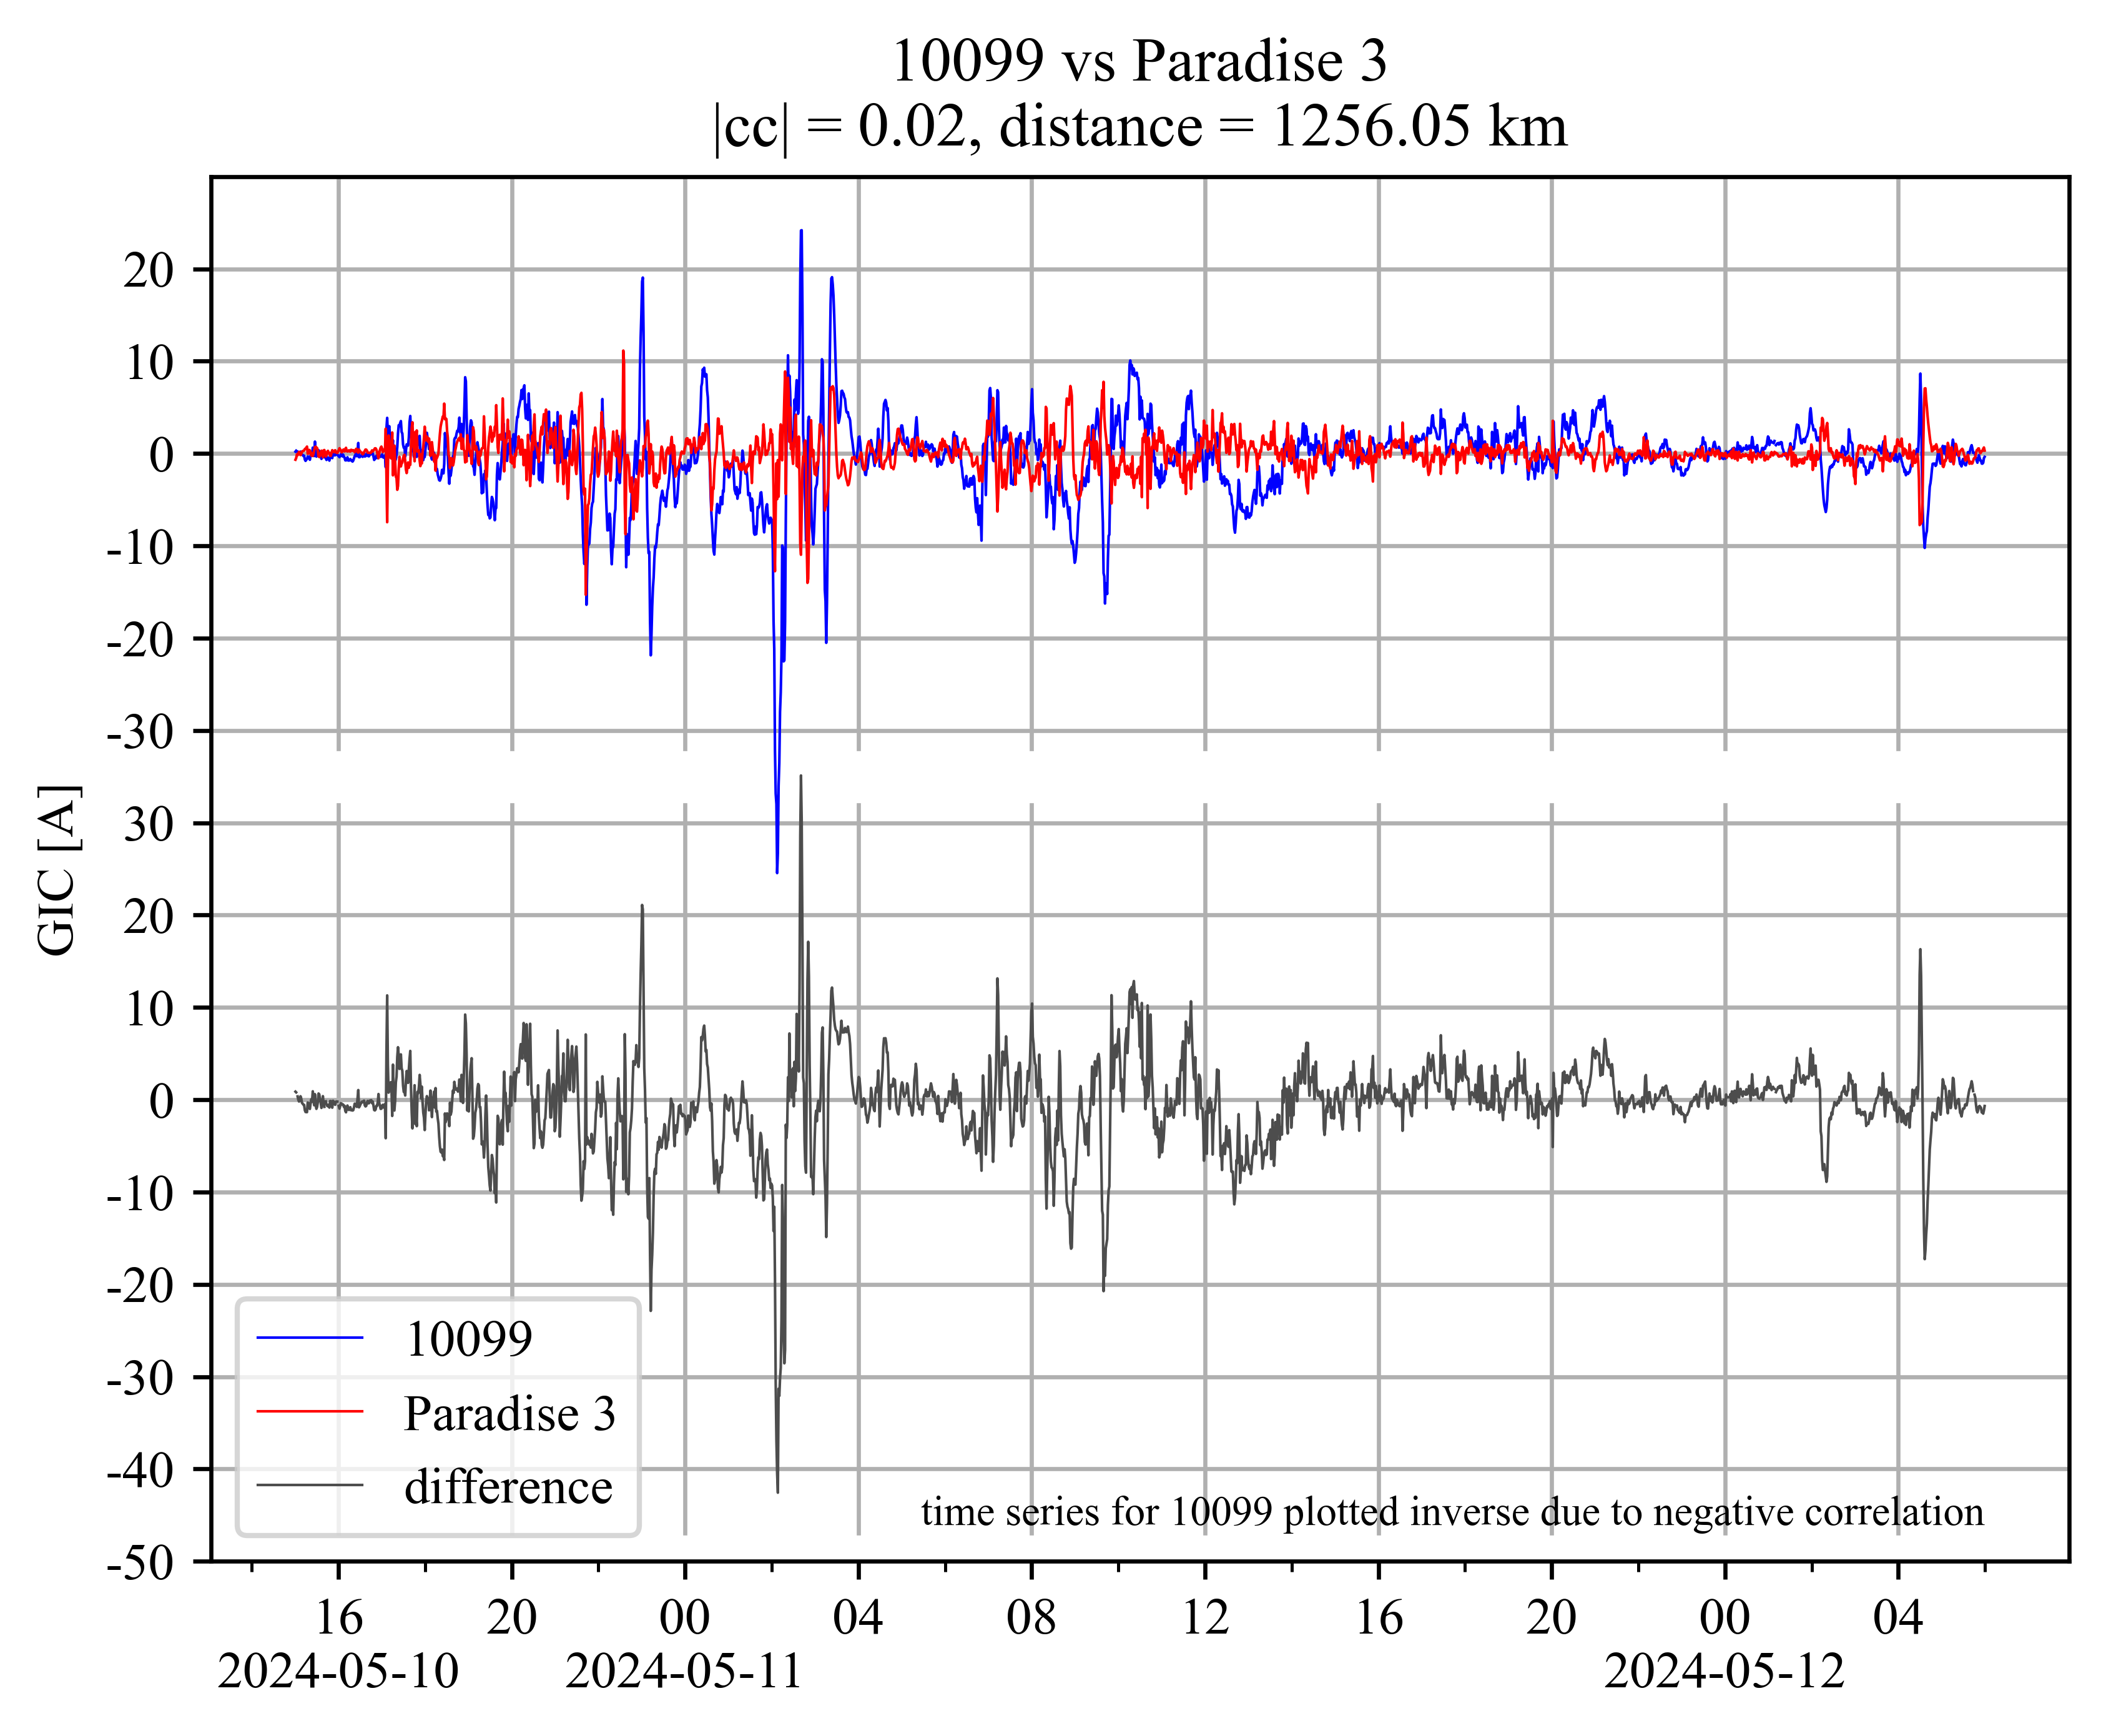 10099 vs Paradise 3
|cc| = 0.02, distance = 1256.05 km
GIC [A]
20
10
0
-10
-20
-30
30
20
10
0
-10
-20
-30
-40
-50
10099
Paradise 3
difference
time series for 10099 plotted inverse due to negative correlation
16 20 00 04 08 12 16 20 00 04
2024-05-10 2024-05-11 2024-05-12